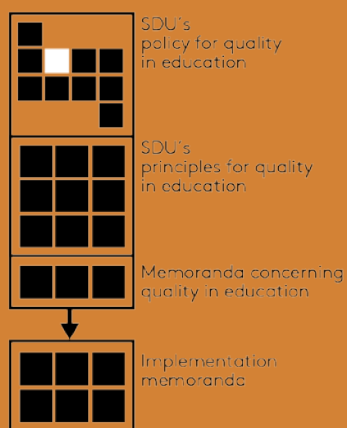 SDU's
policy for quality
in education
SDU's
principles for quality
in education
Memoranda concerning
quality in education
Implementation
memoranda